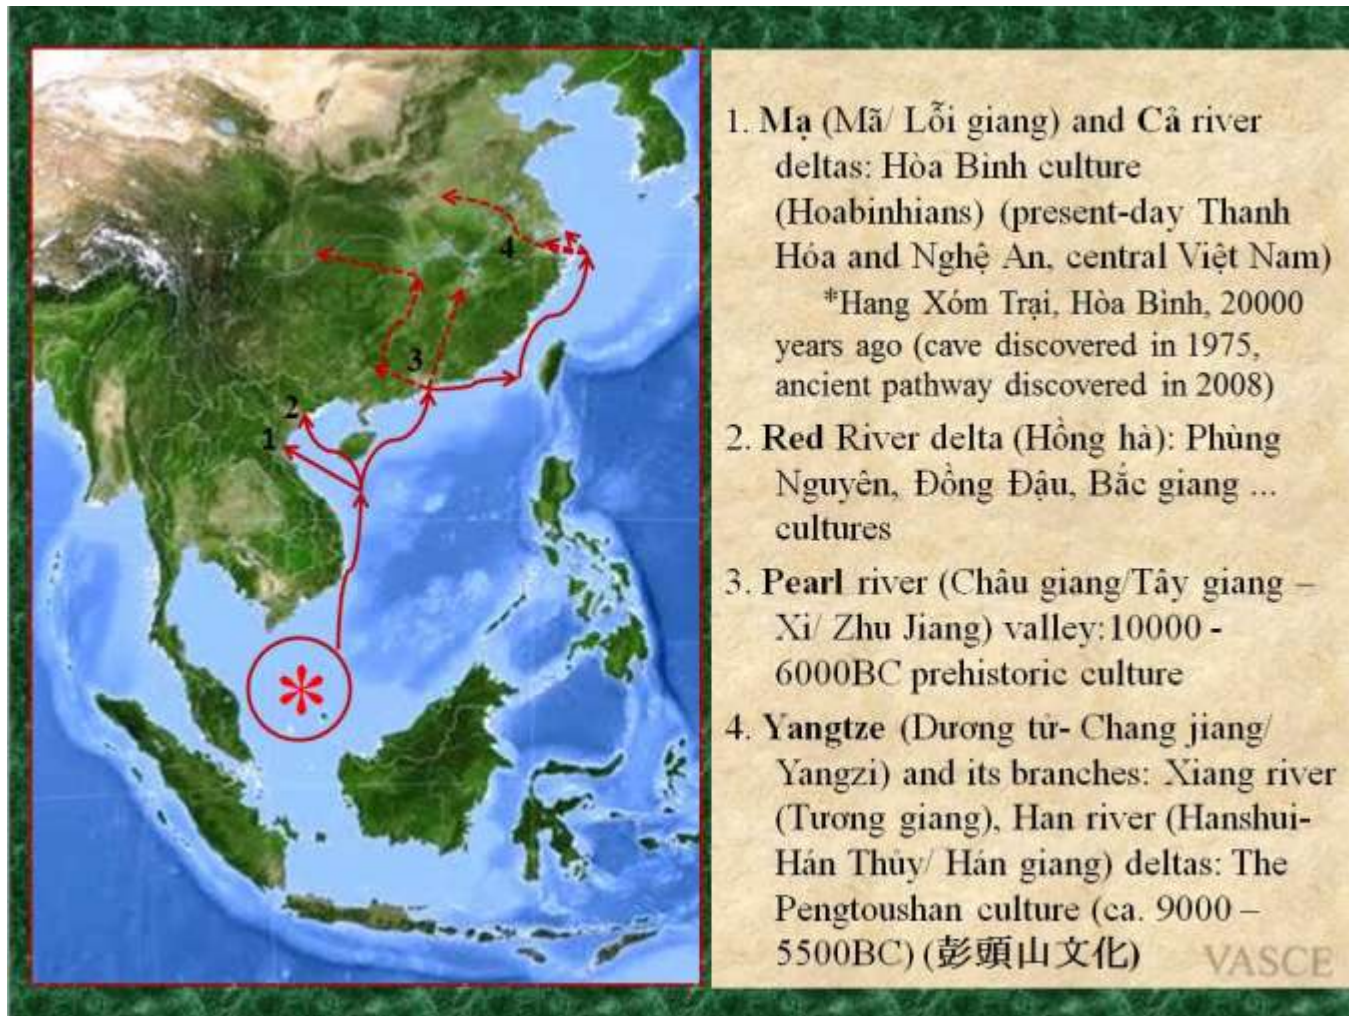 1. Mạ (Mã/ Lỗi giang) and Cả river
deltas: Hòa Bình culture
(Hoabinhians) (present-day Thanh
Hóa and Nghệ An, central Việt Nam)
*Hang Xóm Trại, Hòa Bình, 20000
years ago (cave discovered in 1975,
ancient pathway discovered in 2008)
2. Red River delta (Hồng hà): Phùng
Nguyên, Đồng Đậu, Bắc giang ...
cultures
3. Pearl river (Châu giang/Tây giang –
Xi/ Zhu Jiang) valley:10000 -
6000BC prehistoric culture
4. Yangtze (Dương tử- Chang jiang/
Yangzi) and its branches: Xiang river
(Tương giang), Han river (Hanshui-
Hán Thủy/ Hán giang) deltas: The
Pengtoushan culture (ca. 9000 –
5500BC) (彭頭山文化)
VASCE
4
3
2
1